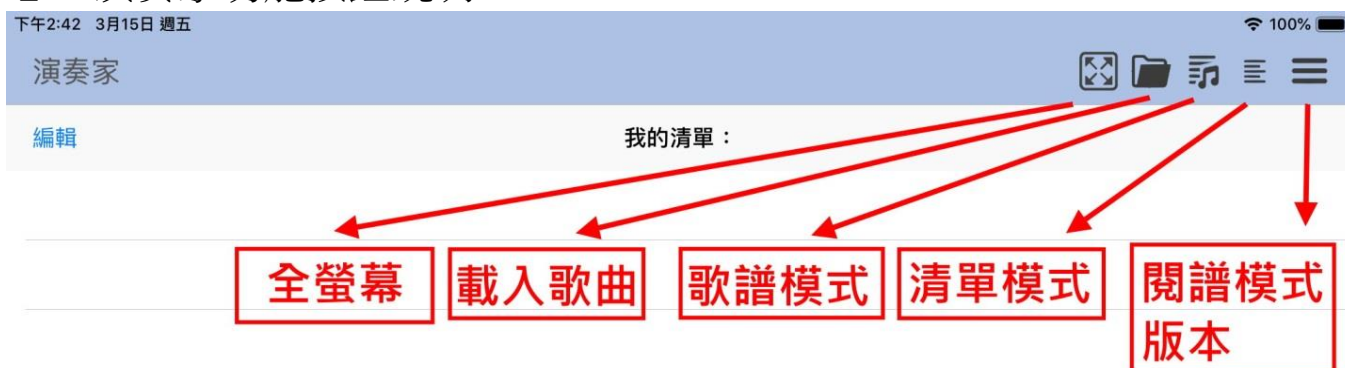 下午2:42 3月15日 週五 100%
演奏家
編輯 我的清單：
全螢幕 載入歌曲 歌譜模式 清單模式 閱譜模式
版本